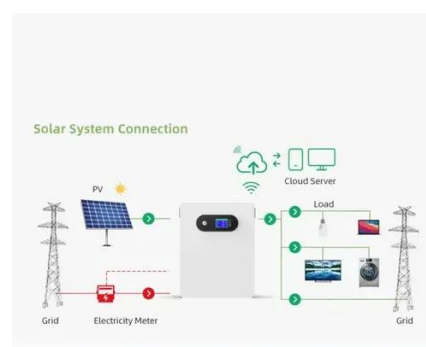 Solar System Connection
PV
Cloud Server
Load
Grid
Electricity Meter
Grid